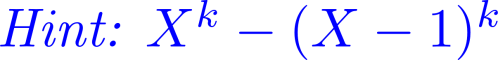 Hint: $X^k - (X - 1)^k$